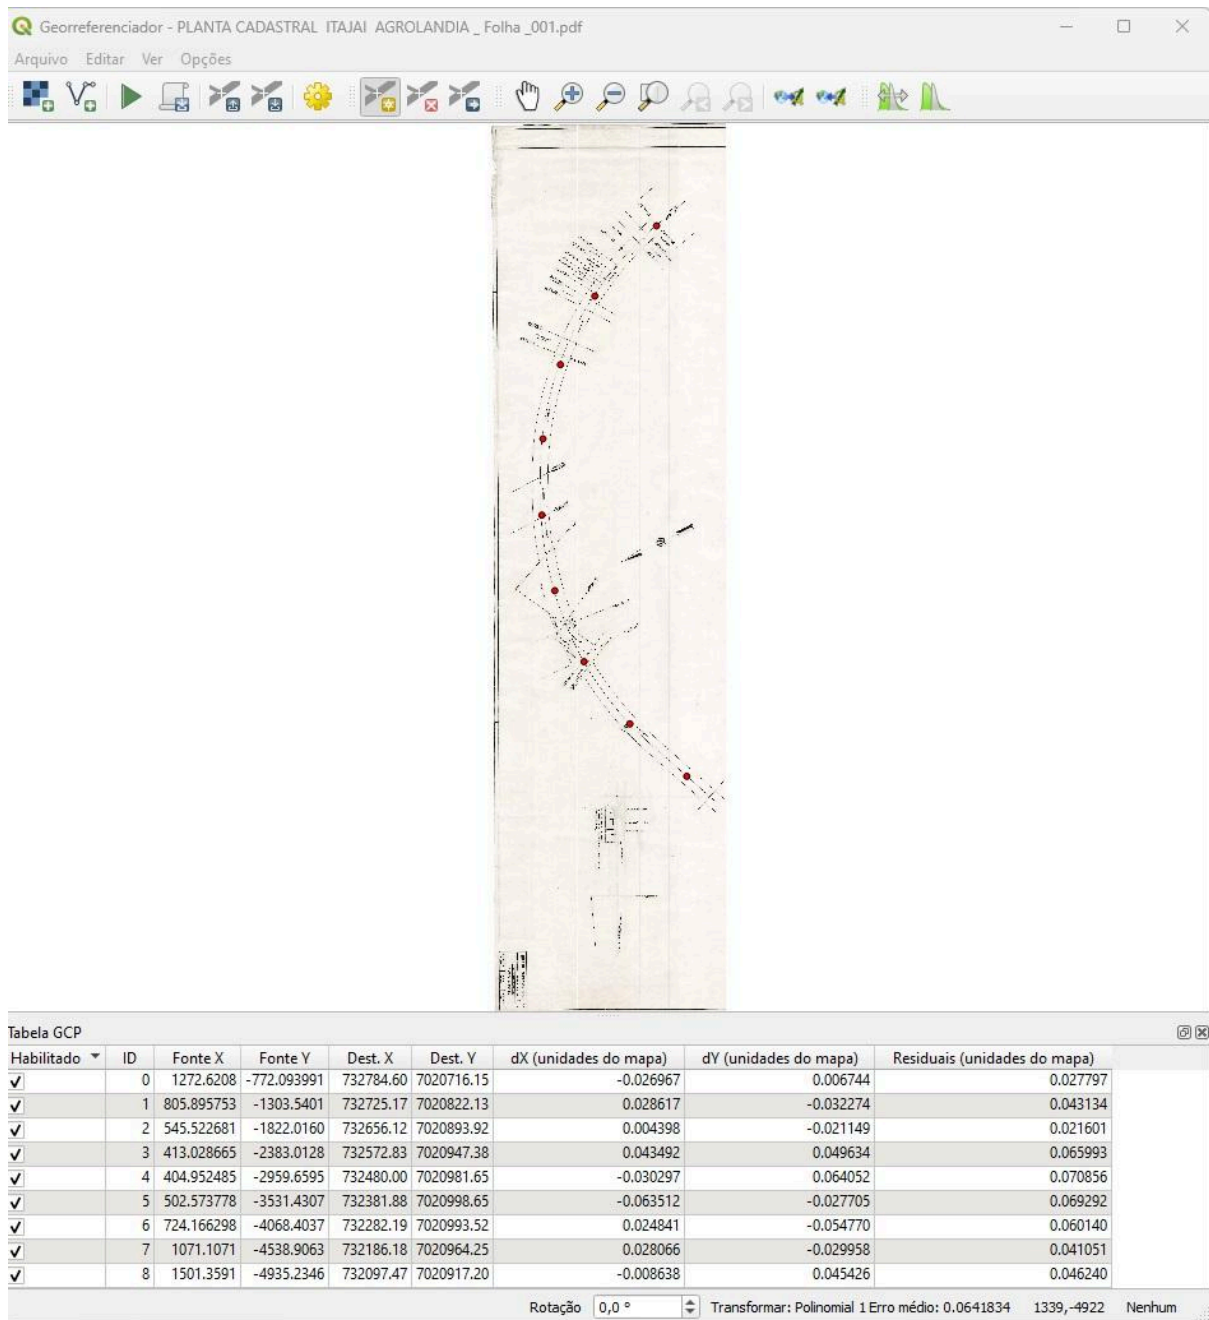 Georreferenciador - PLANTA CADASTRAL ITAJAI AGROLANDIA _ Folha _001.pdf
Arquivo Editar Ver Opções
Tabela GCP
Habilitado ID Fonte X Fonte Y Dest. X Dest. Y dX (unidades do mapa) dY (unidades do mapa) Residuais (unidades do mapa)
0 1272.6208 -772.093991 732784.60 7020716.15 -0.026967 0.006744 0.027797
1 805.895753 -1303.5401 732725.17 7020822.13 0.028617 -0.032274 0.043134
2 545.522681 -1822.0160 732656.12 7020893.92 0.004398 -0.021149 0.021601
3 413.028665 -2383.0128 732572.83 7020947.38 0.043492 0.049634 0.065993
4 404.952485 -2959.6595 732480.00 7020981.65 -0.030297 0.064052 0.070856
5 502.573778 -3531.4307 732381.88 7020998.65 -0.063512 -0.027705 0.069292
6 724.166298 -4068.4037 732282.19 7020993.52 0.024841 -0.054770 0.060140
7 1071.1071 -4538.9063 732186.18 7020964.25 0.028066 -0.029958 0.041051
8 1501.3591 -4935.2346 732097.47 7020917.20 -0.008638 0.045426 0.046240
Rotação 0,0 ° Transformar: Polinomial 1 Erro médio: 0.0641834 1339,-4922 Nenhum